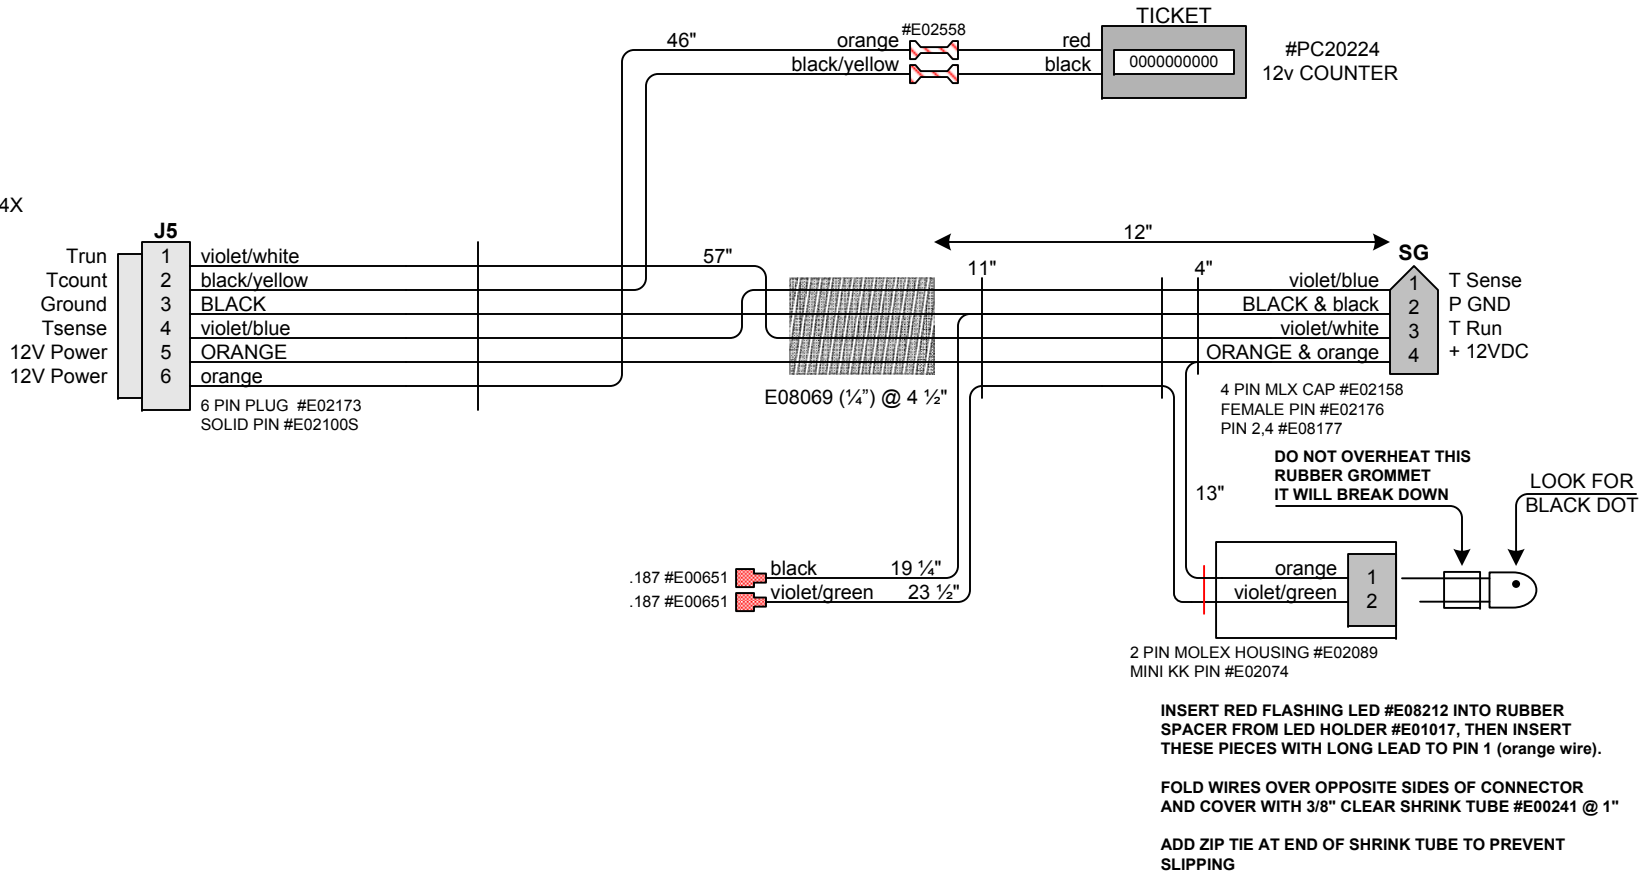 TICKET
46"
orange
#E02558
red
black/yellow
black
0000000000
#PC20224
12v COUNTER
4X
J5
Trun
1
violet/white
Tcount
2
black/yellow
Ground
3
BLACK
Tsense
4
violet/blue
12V Power
5
ORANGE
12V Power
6
orange
6 PIN PLUG #E02173
SOLID PIN #E02100S
57"
12"
11"
4"
E08069 (¼") @ 4 ½"
SG
violet/blue
1
T Sense
BLACK & black
2
P GND
violet/white
3
T Run
ORANGE & orange
4
+ 12VDC
4 PIN MLX CAP #E02158
FEMALE PIN #E02176
PIN 2,4 #E08177
DO NOT OVERHEAT THIS
RUBBER GROMMET
IT WILL BREAK DOWN
LOOK FOR
BLACK DOT
13"
.187 #E00651
black
19 ¼"
.187 #E00651
violet/green
23 ½"
orange
1
violet/green
2
2 PIN MOLEX HOUSING #E02089
MINI KK PIN #E02074
INSERT RED FLASHING LED #E08212 INTO RUBBER
SPACER FROM LED HOLDER #E01017, THEN INSERT
THESE PIECES WITH LONG LEAD TO PIN 1 (orange wire).
FOLD WIRES OVER OPPOSITE SIDES OF CONNECTOR
AND COVER WITH 3/8" CLEAR SHRINK TUBE #E00241 @ 1"
ADD ZIP TIE AT END OF SHRINK TUBE TO PREVENT
SLIPPING